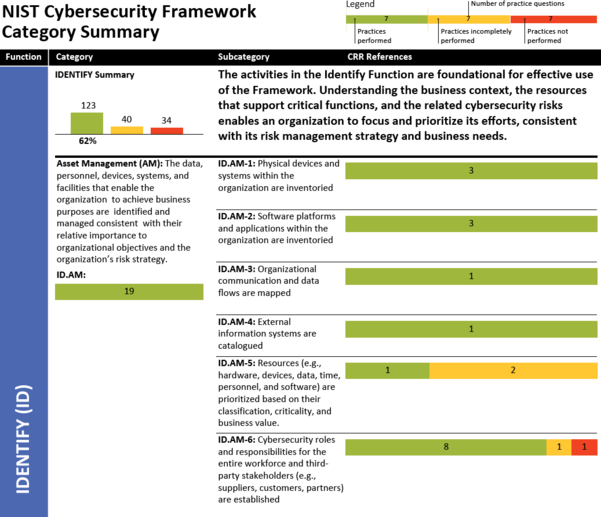 NIST Cybersecurity Framework
Category Summary
Legend
Number of practice questions
7
7
7
Practices
performed
Practices incompletely
performed
Practices not
performed
Function
Category
Subcategory
CRR References
IDENTIFY (ID)
IDENTIFY Summary
123
40
34
62%
The activities in the Identify Function are foundational for effective use
of the Framework. Understanding the business context, the resources
that support critical functions, and the related cybersecurity risks
enables an organization to focus and prioritize its efforts, consistent
with its risk management strategy and business needs.
Asset Management (AM): The data,
personnel, devices, systems, and
facilities that enable the
organization to achieve business
purposes are identified and
managed consistent with their
relative importance to
organizational objectives and the
organization's risk strategy.
ID.AM:
19
ID.AM-1: Physical devices and
systems within the
organization are inventoried
3
ID.AM-2: Software platforms
and applications within the
organization are inventoried
3
ID.AM-3: Organizational
communication and data
flows are mapped
1
ID.AM-4: External
information systems are
catalogued
1
ID.AM-5: Resources (e.g.,
hardware, devices, data, time,
personnel, and software) are
prioritized based on their
classification, criticality, and
business value.
1
2
ID.AM-6: Cybersecurity roles
and responsibilities for the
entire workforce and third-
party stakeholders (e.g.,
suppliers, customers, partners)
are established
8
1
1